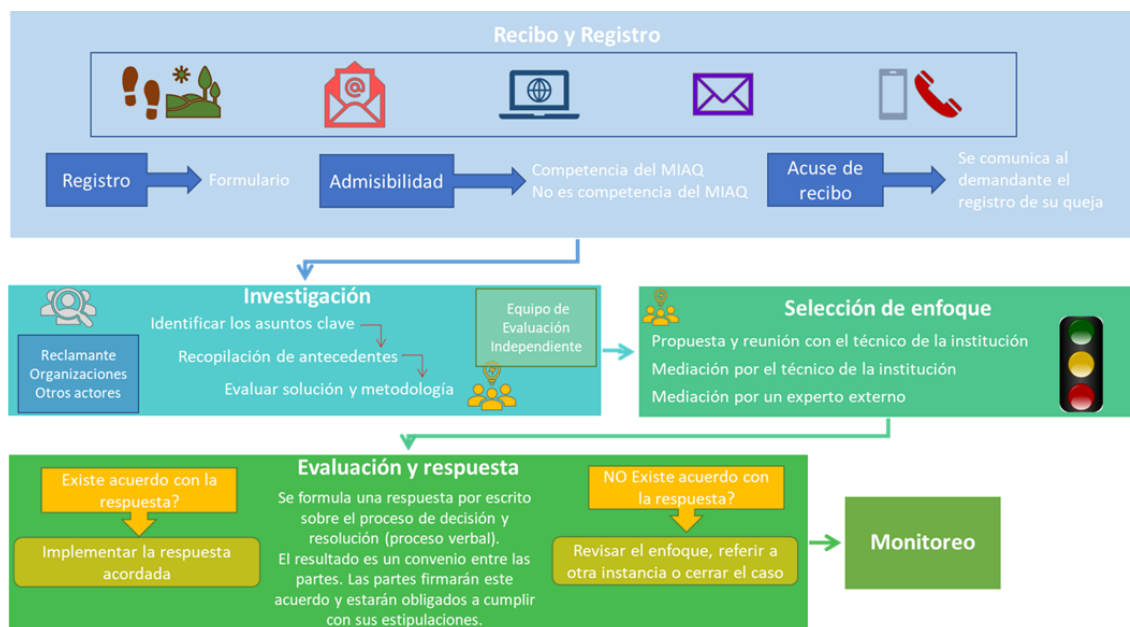 Recibo y Registro
@
Registro
Formulario
Admisibilidad
Competencia del MIAQ
No es competencia del MIAQ
Acuse de
recibo
Se comunica al
demandante el
registro de su queja
Investigación
Reclamante
Organizaciones
Otros actores
Identificar los asuntos clave
Recopilación de antecedentes
Evaluar solución y metodología
Equipo de
Evaluación
Independiente
Selección de enfoque
Propuesta y reunión con el técnico de la institución
Mediación por el técnico de la institución
Mediación por un experto externo
Evaluación y respuesta
Existe acuerdo con la
respuesta?
Implementar la respuesta
acordada
Se formula una respuesta por escrito
sobre el proceso de decisión y
resolución (proceso verbal).
El resultado es un convenio entre las
partes. Las partes firmarán este
acuerdo y estarán obligados a cumplir
con sus estipulaciones.
NO Existe acuerdo con
la respuesta?
Revisar el enfoque, referir a
otra instancia o cerrar el caso
Monitoreo